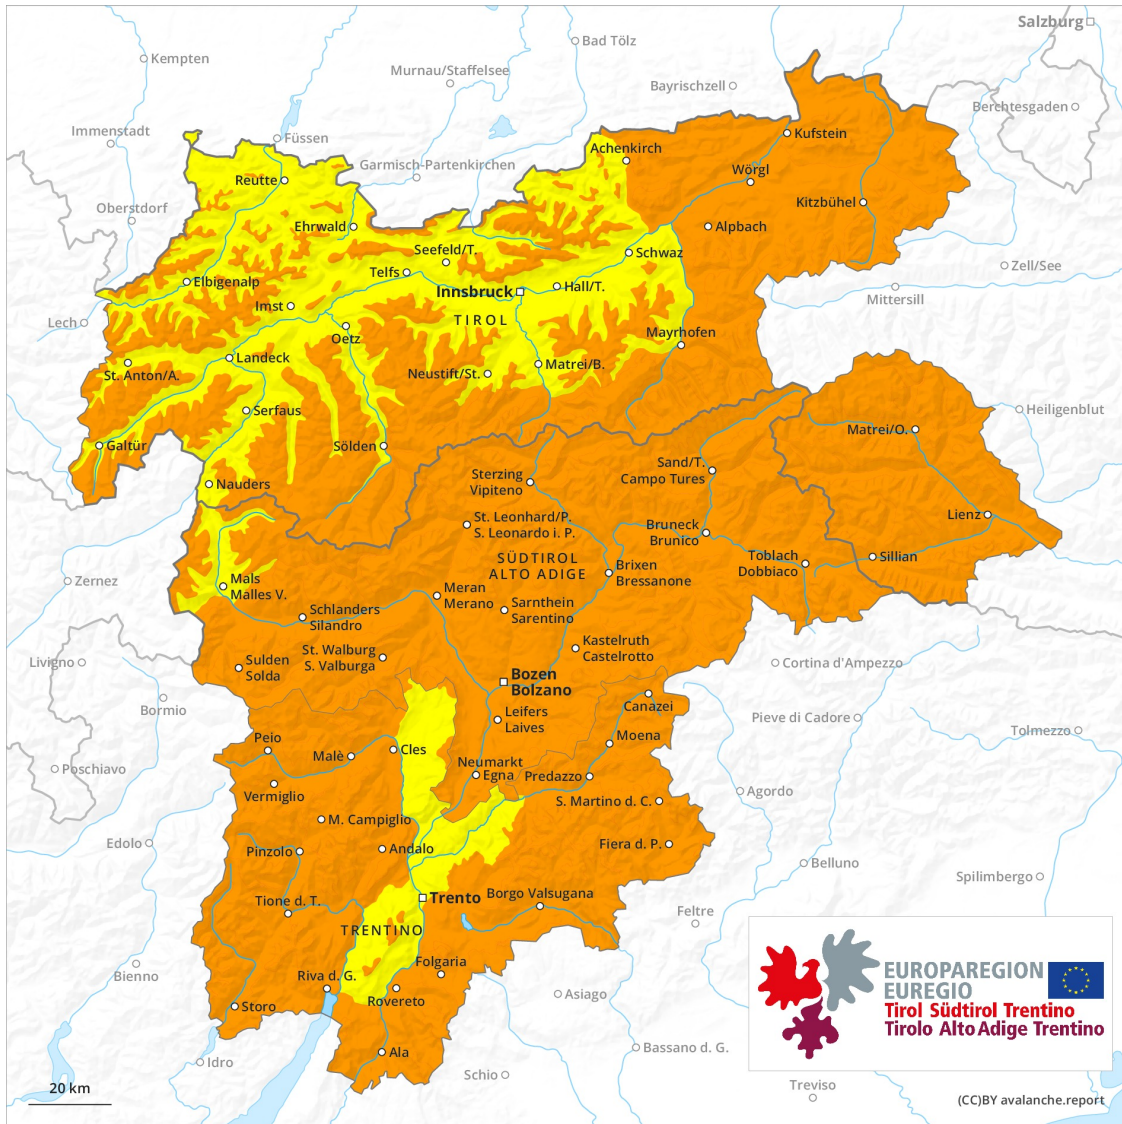 Salzburg
Bad Tölz
Kempten
Murnau/Staffelsee
Bayrischzell
Berchtesgaden
Immenstadt
Füssen
Kufstein
Achenkirch
Garmisch-Partenkirchen
Wörgl
Reutte
Oberstdorf
Kitzbühel
Ehrwald
Alpbach
Seefeld/T.
Schwaz
Telfs
Zell/See
Elbigenalp
Hall/T.
Innsbruck
Mittersill
Imst
TIROL
Lech
Oetz
Mayrhofen
Landeck
Matrei/B.
St. Anton/A.
Neustift/St.
Serfaus
Heiligenblut
Matrei/O.
Galtür
Sölden
Sand/T.
Campo Tures
Sterzing
Vipiteno
Nauders
St. Leonhard/P.
S. Leonardo i. P.
Lienz
Bruneck
Brunico
SÜDTIROL
ALTO ADIGE
Toblach
Dobbiaco
Sillian
Brixen
Bressanone
Zernez
Mals
Malles V.
Meran
Merano
Sarnthein
Sarentino
Schlanders
Silandro
Kastelruth
Castelrotto
St. Walburg
S. Valburga
Livigno
Sulden
Solda
Cortina d'Ampezzo
Bozen
Bolzano
Bormio
Canazei
Leifers
Laives
Pieve di Cadore
Tolmezzo
Peio
Moena
Malè
Cles
Neumarkt
Egna
Predazzo
Poschiavo
Vermiglio
Agordo
S. Martino d. C.
M. Campiglio
Edolo
Pinzolo
Andalo
Fiera d. P.
Belluno
Spilimbergo
Trento
Borgo Valsugana
Tione d. T.
Feltre
TRENTINO
Folgaria
Bienno
Riva d. G.
Rovereto
Asiago
Storo
EUROPAREGION
EUREGIO
Tirol Südtirol Trentino
Tirolo Alto Adige Trentino
Ala
Bassano d. G.
Idro
Schio
20 km
Treviso
(CC)BY avalanche.report